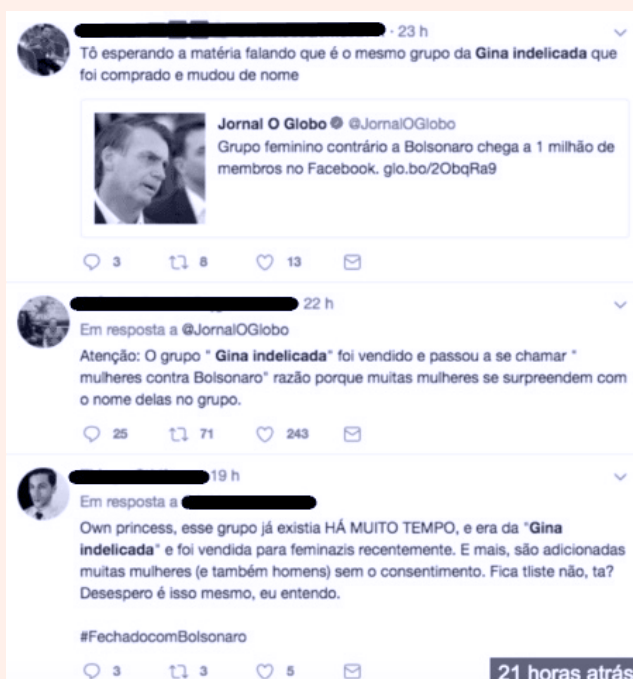 · 23 h
Tô esperando a matéria falando que é o mesmo grupo da Gina indelicada que
foi comprado e mudou de nome
Jornal O Globo @JornalOGlobo
Grupo feminino contrário a Bolsonaro chega a 1 milhão de
membros no Facebook. glo.bo/2ObqRa9
3 8 13
22 h
Em resposta a @JornalOGlobo
Atenção: O grupo " Gina indelicada" foi vendido e passou a se chamar "
mulheres contra Bolsonaro" razão porque muitas mulheres se surpreendem com
o nome delas no grupo.
25 71 243
19 h
Em resposta a
Own princess, esse grupo já existia HÁ MUITO TEMPO, e era da "Gina
indelicada" e foi vendida para feminazis recentemente. E mais, são adicionadas
muitas mulheres (e também homens) sem o consentimento. Fica tliste não, ta?
Desespero é isso mesmo, eu entendo.
#FechadocomBolsonaro
3 3 5
21 horas atrás